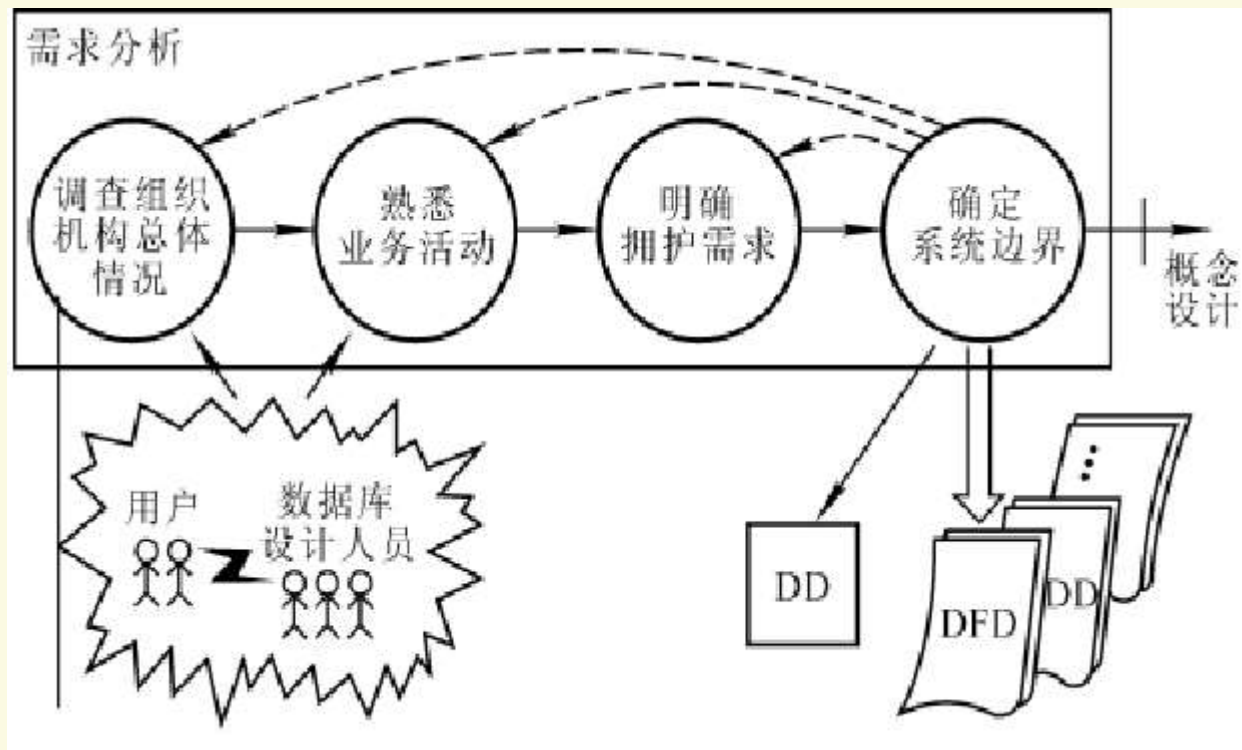 需求分析
调查组织
机构总体
情况
熟悉
业务活动
明确
拥护需求
确定
系统边界
概念
设计
用户
数据库
设计人员
DD
DFD
DD